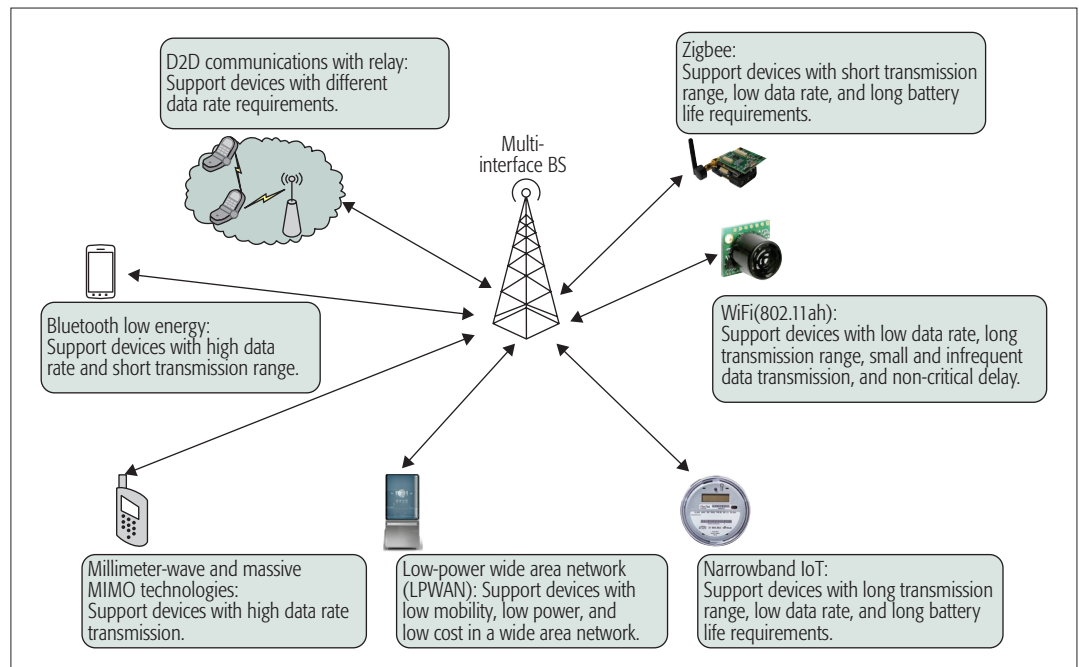 D2D communications with relay:
Support devices with different
data rate requirements.
Zigbee:
Support devices with short transmission
range, low data rate, and long battery
life requirements.
Multi-
interface BS
Bluetooth low energy:
Support devices with high data
rate and short transmission range.
WiFi(802.11ah):
Support devices with low data rate, long
transmission range, small and infrequent
data transmission, and non-critical delay.
Millimeter-wave and massive
MIMO technologies:
Support devices with high data rate
transmission.
Low-power wide area network
(LPWAN): Support devices with
low mobility, low power, and
low cost in a wide area network.
Narrowband IoT:
Support devices with long transmission
range, low data rate, and long battery
life requirements.